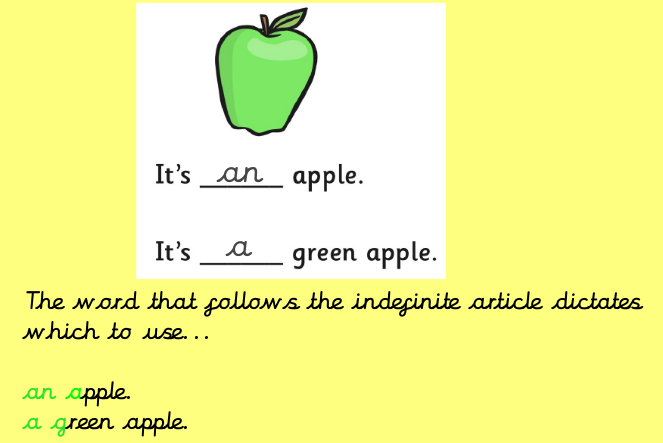 It's an apple.
It's a green apple.
The word that follows the indefinite article dictates
which to use...
an apple.
a green apple.